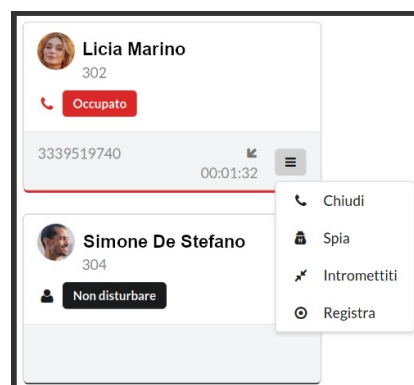 Licia Marino
302
Occupato
3339519740
00:01:32
Chiudi
Spia
Intromettiti
Registra
Simone De Stefano
304
Non disturbare